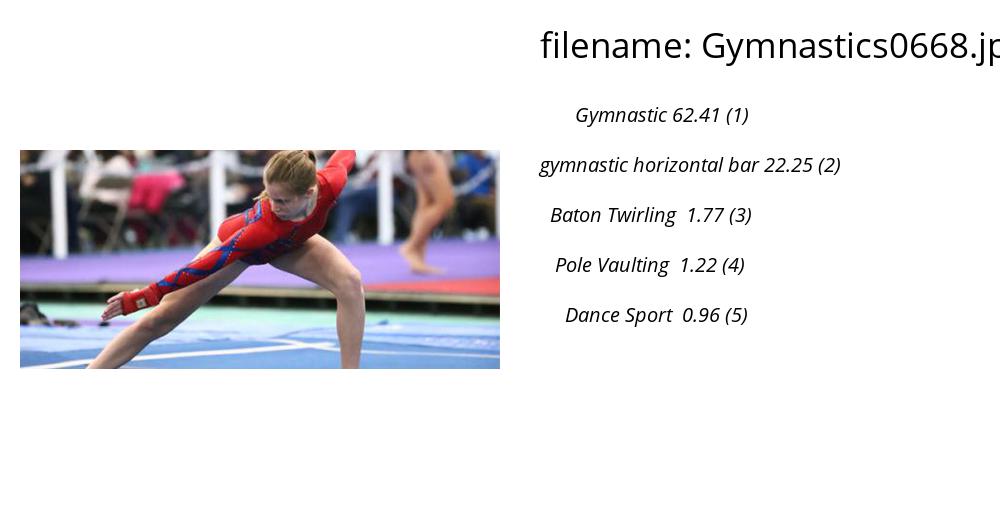 filename: Gymnastics0668.jp
Gymnastic 62.41 (1)
gymnastic horizontal bar 22.25 (2)
Baton Twirling 1.77 (3)
Pole Vaulting 1.22 (4)
Dance Sport 0.96 (5)